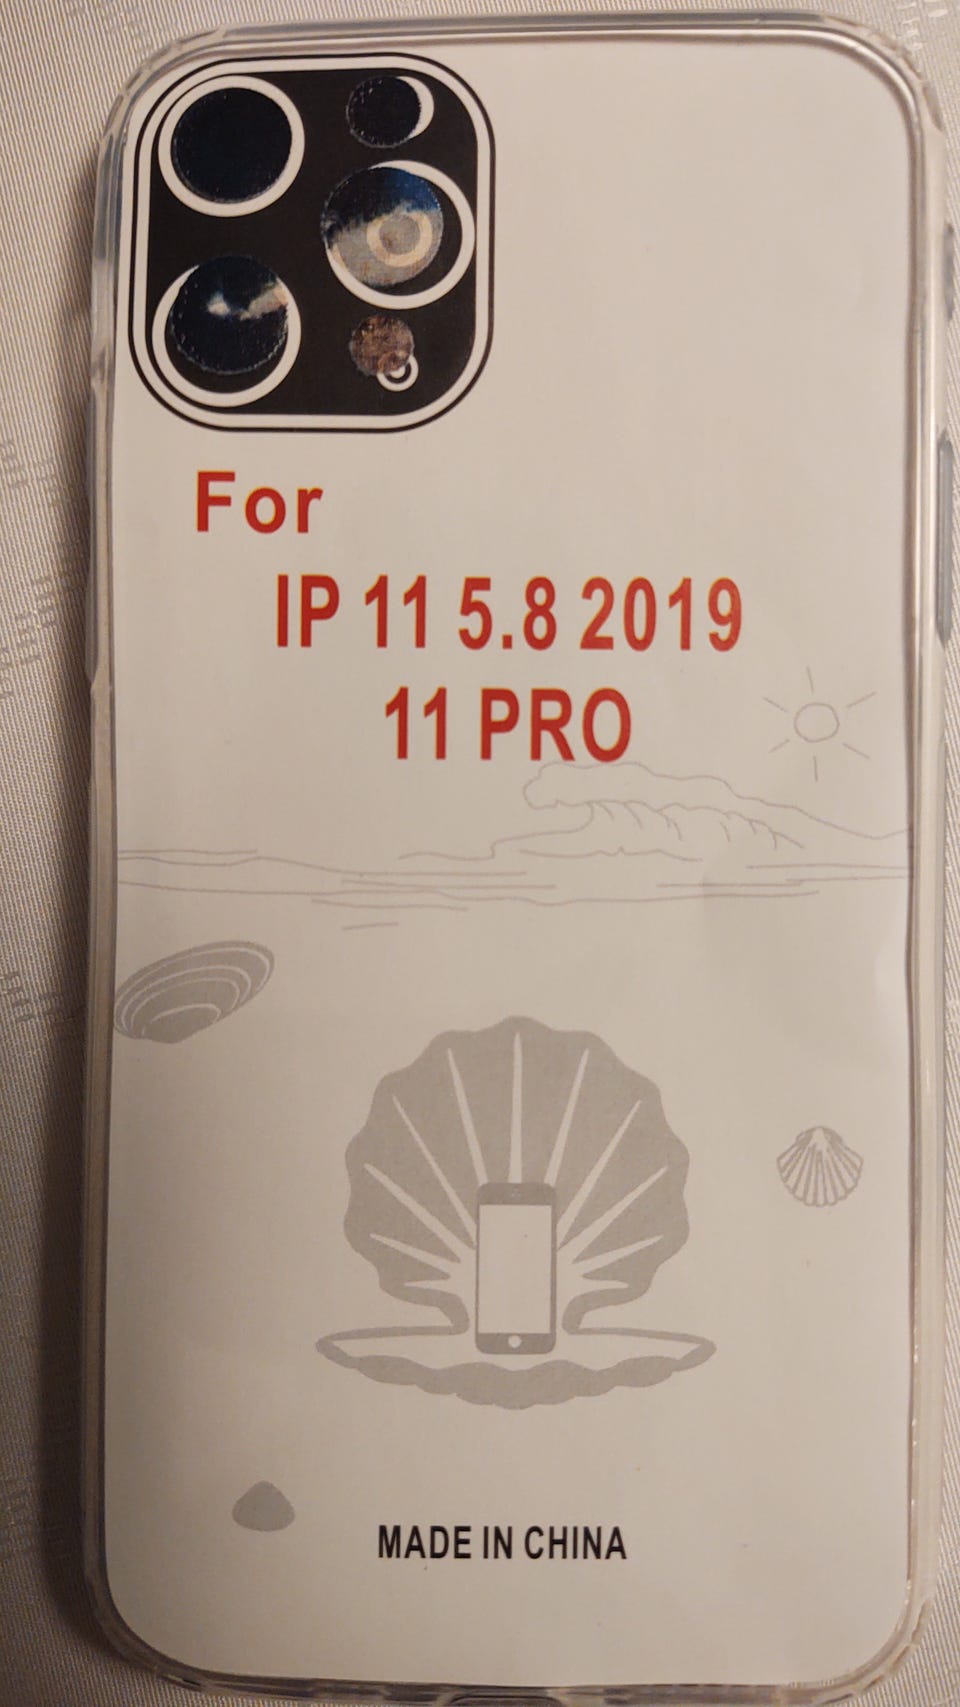 For
IP 11 5.8 2019
11 PRO
MADE IN CHINA